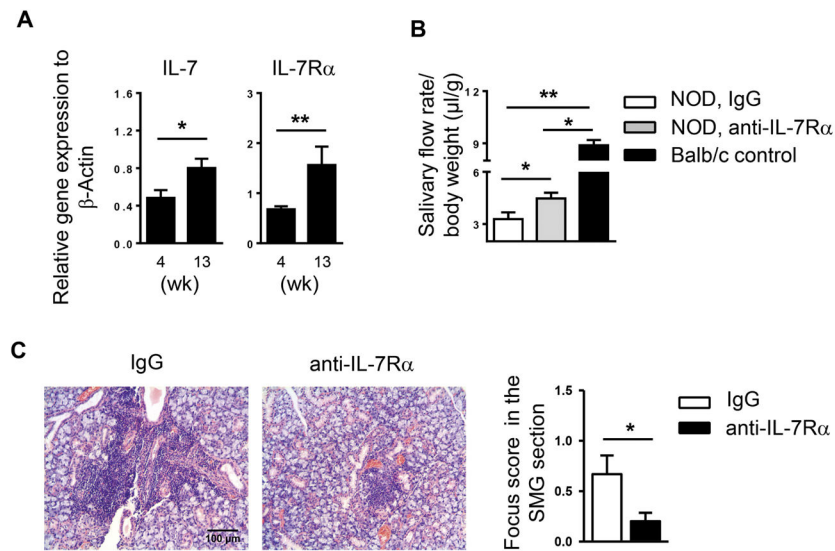 A
IL-7
IL-7Rα
Relative gene expression to
β-Actin
1.6
1.2
0.8
0.4
0.0
*
4 13
(wk)
3
2
1
0
**
4 13
(wk)
B
Salivary flow rate/
body weight (µl/g)
12
9
6
3
**
*
*
NOD, IgG
NOD, anti-IL-7Rα
Balb/c control
C
IgG
anti-IL-7Rα
100 µm
Focus score in the
SMG section
1.5
1.0
0.5
0.0
*
IgG
anti-IL-7Rα